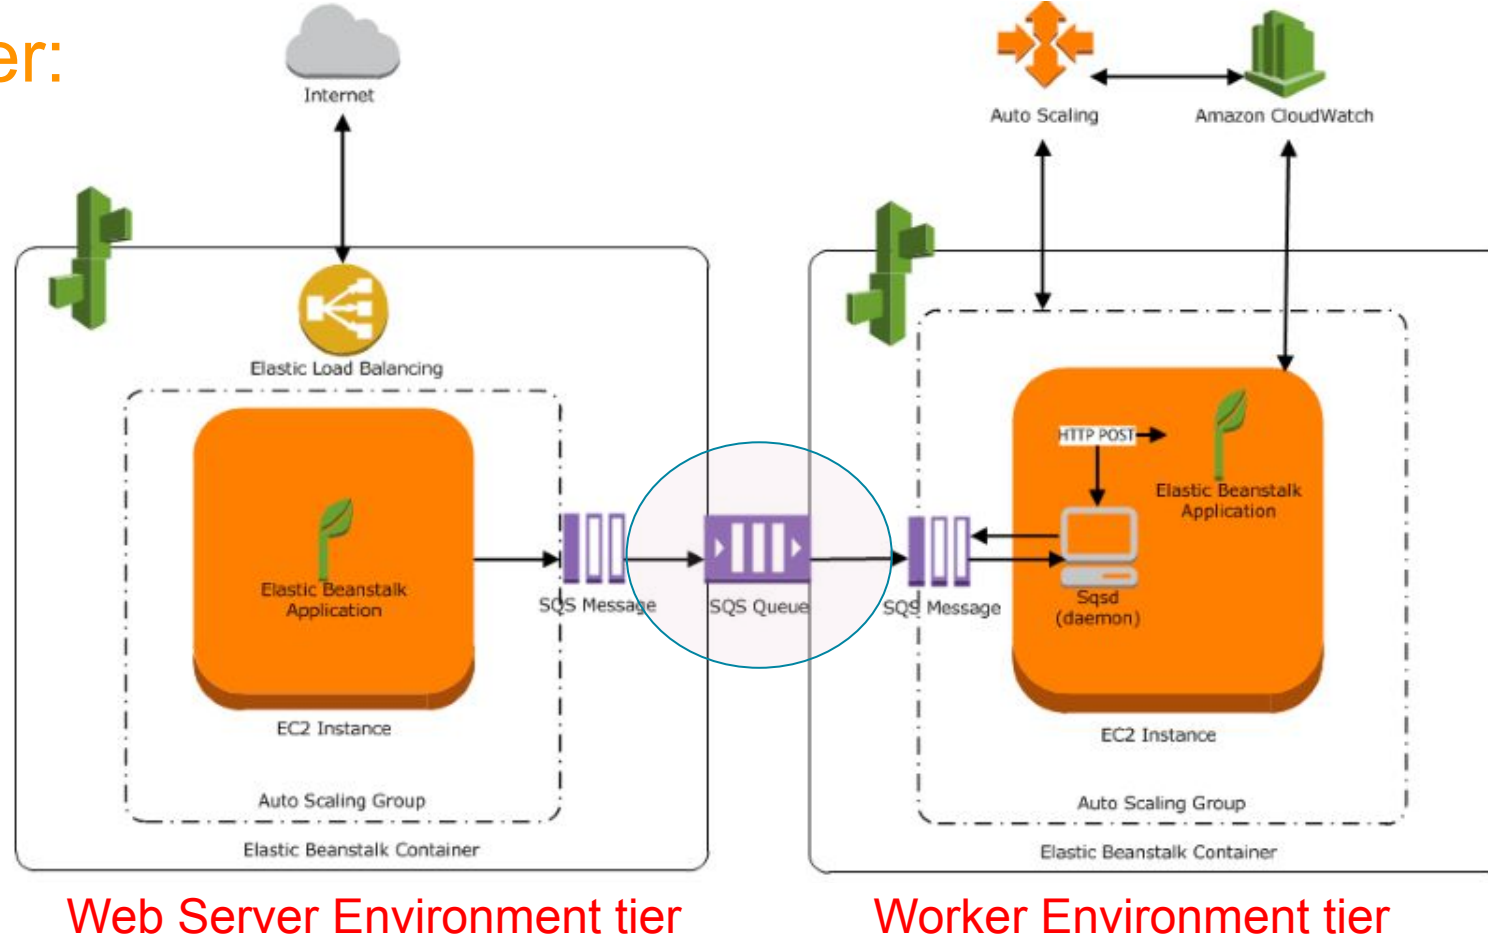 er:
Internet
Auto Scaling
Amazon CloudWatch
Elastic Load Balancing
HTTP POST
Elastic Beanstalk
Application
Elastic Beanstalk
Application
SQS Message
SQS Queue
SQS Message
Sqsd
(daemon)
EC2 Instance
EC2 Instance
Auto Scaling Group
Auto Scaling Group
Elastic Beanstalk Container
Elastic Beanstalk Container
Web Server Environment tier
Worker Environment tier